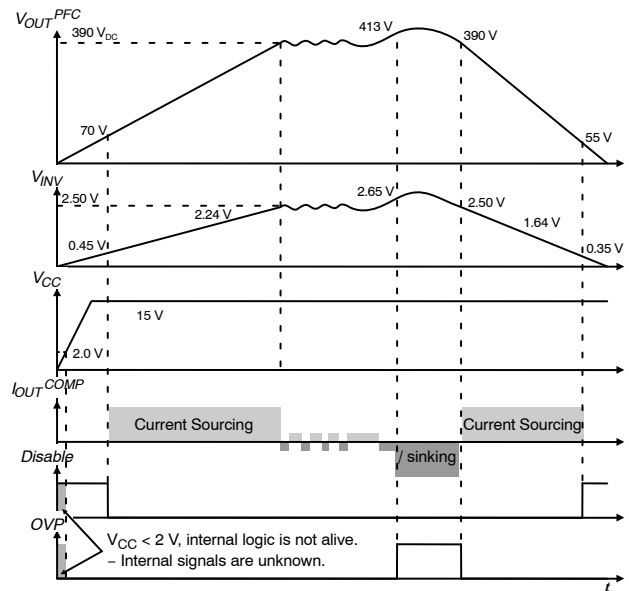 V_OUT^PFC
413 V
390 V_DC
390 V
70 V
55 V
V_INV
2.65 V
2.50 V
2.50 V
2.24 V
1.64 V
0.45 V
0.35 V
V_CC
15 V
2.0 V
I_OUT^COMP
Current Sourcing
Current Sourcing
/ sinking
Disable
OVP
V_CC < 2 V, internal logic is not alive.
– Internal signals are unknown.
t